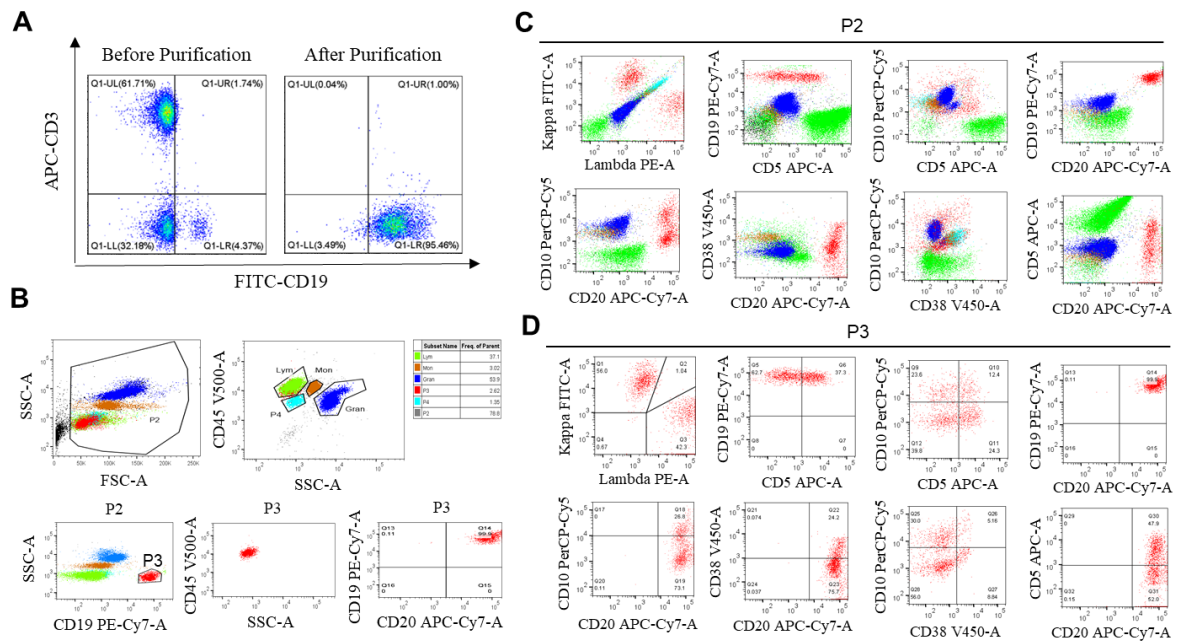 A
Before Purification
After Purification
Q1-UL(61.71%)
Q1-UR(1.74%)
Q1-UL(0.04%)
Q1-UR(1.00%)
APC-CD3
Q1-LL(32.18%)
Q1-LR(4.37%)
Q1-LL(3.49%)
Q1-LR(95.46%)
FITC-CD19
B
SSC-A
P2
FSC-A
CD45 V500-A
Lym
Mon
P4
Gran
SSC-A
Subset Name Freq. of Parent
Lym 37.1
Mon 3.02
Gran 53.9
P3 2.62
P4 1.35
P2 78.8
P2
SSC-A
P3
CD19 PE-Cy7-A
P3
CD45 V500-A
SSC-A
P3
CD19 PE-Cy7-A
Q13
0.11
Q14
99.9
Q16
0
Q15
0
CD20 APC-Cy7-A
C
P2
Kappa FITC-A
Lambda PE-A
CD19 PE-Cy7-A
CD5 APC-A
CD10 PerCP-Cy5
CD5 APC-A
CD19 PE-Cy7-A
CD20 APC-Cy7-A
CD10 PerCP-Cy5
CD20 APC-Cy7-A
CD38 V450-A
CD20 APC-Cy7-A
CD10 PerCP-Cy5
CD38 V450-A
CD5 APC-A
CD20 APC-Cy7-A
D
P3
Kappa FITC-A
Q1
56.0
Q2
1.04
Q4
0.67
Q3
42.3
Lambda PE-A
CD19 PE-Cy7-A
Q5
62.7
Q6
37.3
Q8
0
Q7
0
CD5 APC-A
CD10 PerCP-Cy5
Q9
23.6
Q10
12.4
Q12
39.8
Q11
24.3
CD5 APC-A
CD19 PE-Cy7-A
Q13
0.11
Q14
99.9
Q16
0
Q15
0
CD20 APC-Cy7-A
CD10 PerCP-Cy5
Q17
0
Q18
26.8
Q20
0.11
Q19
73.1
CD20 APC-Cy7-A
CD38 V450-A
Q21
0.074
Q22
24.2
Q24
0.037
Q23
75.7
CD20 APC-Cy7-A
CD10 PerCP-Cy5
Q25
30.0
Q26
5.18
Q28
56.0
Q27
8.84
CD38 V450-A
CD5 APC-A
Q29
0
Q30
47.9
Q32
0.15
Q31
52.0
CD20 APC-Cy7-A